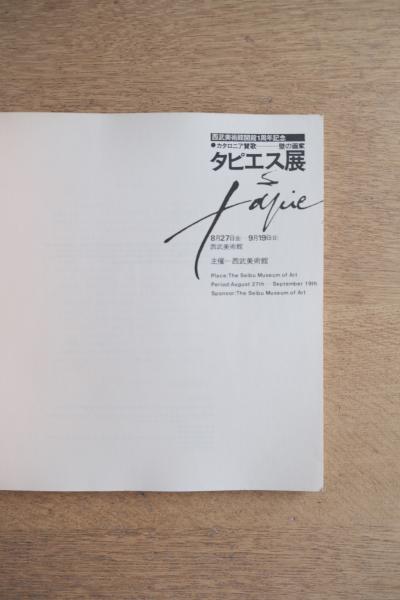 西武美術館開館1周年記念
●カタロニア賛歌———壁の画家
タピエス展
tàpies
8月27日(金)—9月19日(日)
西武美術館
主催—西武美術館
Place:The Seibu Museum of Art
Period:August 27th — September 19th
Sponsor:The Seibu Museum of Art